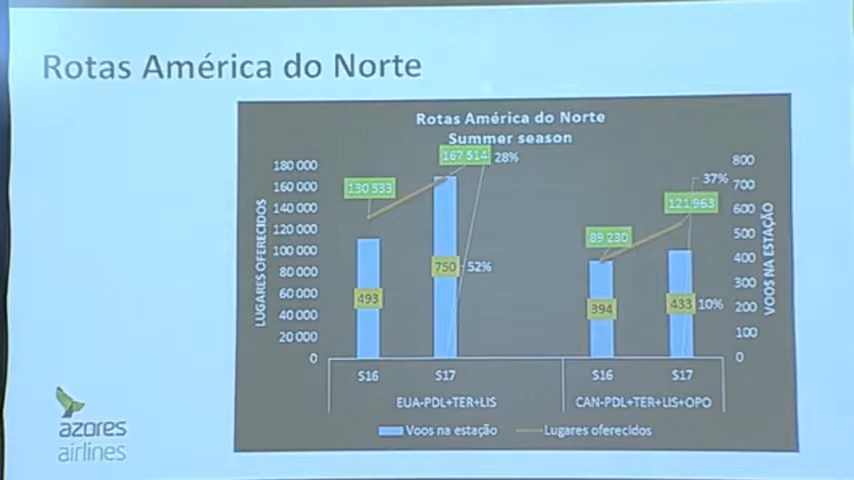 Rotas América do Norte
Rotas América do Norte
Summer season
LUGARES OFERECIDOS
180 000
160 000
140 000
120 000
100 000
80 000
60 000
40 000
20 000
0
130 533
167 514
28%
493
750
52%
89 230
121 963
37%
394
433
10%
800
700
600
500
400
300
200
100
0
VOOS NA ESTAÇÃO
S16
S17
S16
S17
EUA-PDL+TER+LIS
CAN-PDL+TER+LIS+OPO
Voos na estação
Lugares oferecidos
azores
airlines